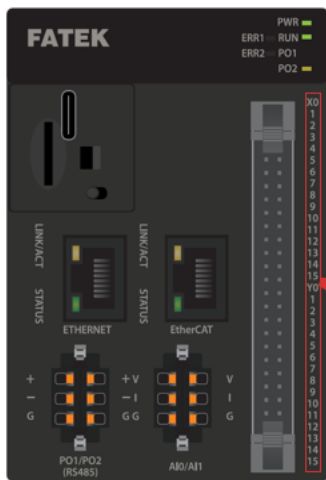 FATEK
PWR
ERR1 RUN
ERR2 PO1
PO2
X0
1
2
3
4
5
6
7
8
9
10
11
12
13
14
15
Y0
1
2
3
4
5
6
7
8
9
10
11
12
13
14
15
LINK/ACT
STATUS
ETHERNET
LINK/ACT
STATUS
EtherCAT
+ + V V
− − I I
G G G G
PO1/PO2
(RS485)
AI0/AI1